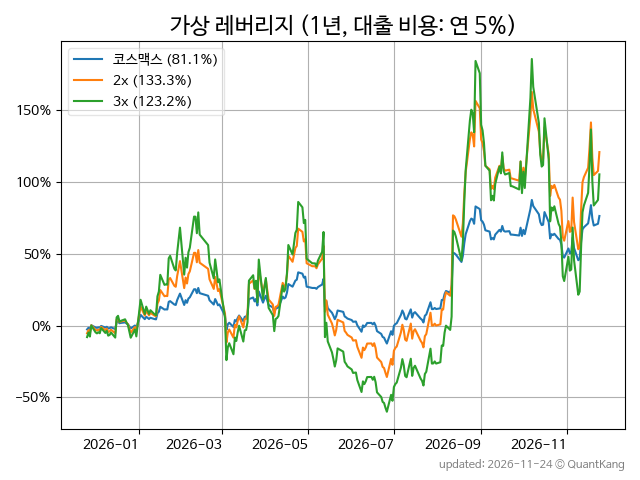 가상 레버리지 (1년, 대출 비용: 연 5%)
코스맥스 (81.1%)
2x (133.3%)
3x (123.2%)
150%
100%
50%
0%
−50%
2026-01
2026-03
2026-05
2026-07
2026-09
2026-11
updated: 2026-11-24 © QuantKang